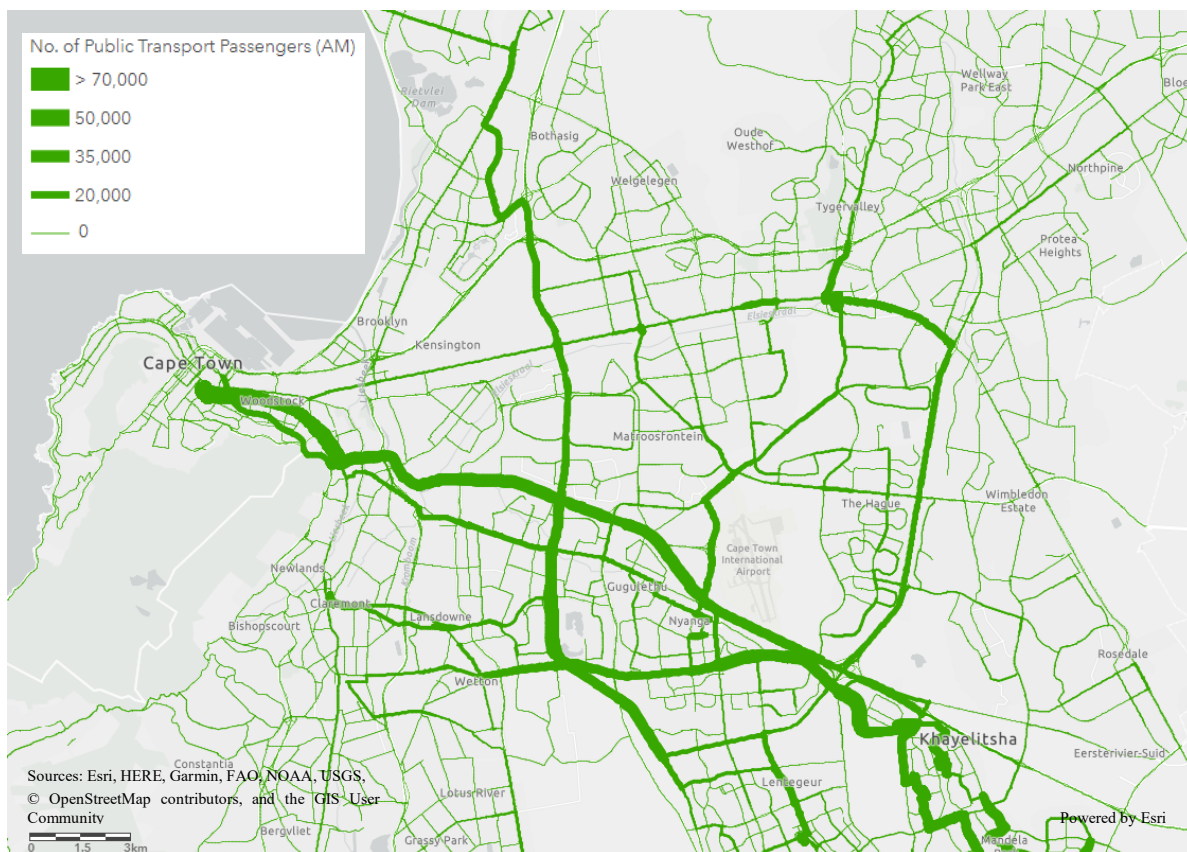 No. of Public Transport Passengers (AM)
> 70,000
50,000
35,000
20,000
0
Rietvlei
Dam
Bothasig
Oude
Westhof
Wellway
Park East
Welgelegen
Northpine
Tygervalley
Protea
Heights
Brooklyn
Kensington
Elsieskraal
Cape Town
Woodstock
Matroosfontein
The Hague
Wimbledon
Estate
Cape Town
International
Airport
Newlands
Gugulethu
Claremont
Lansdowne
Nyanga
Bishopscourt
Rosedale
Wetton
Khayelitsha
Eersterivier-Suid
Constantia
Sources: Esri, HERE, Garmin, FAO, NOAA, USGS,
© OpenStreetMap contributors, and the GIS User
Community
Lentegeur
Lotus River
Powered by Esri
Bergvliet
Grassy Park
Mandela
0 1.5 3km